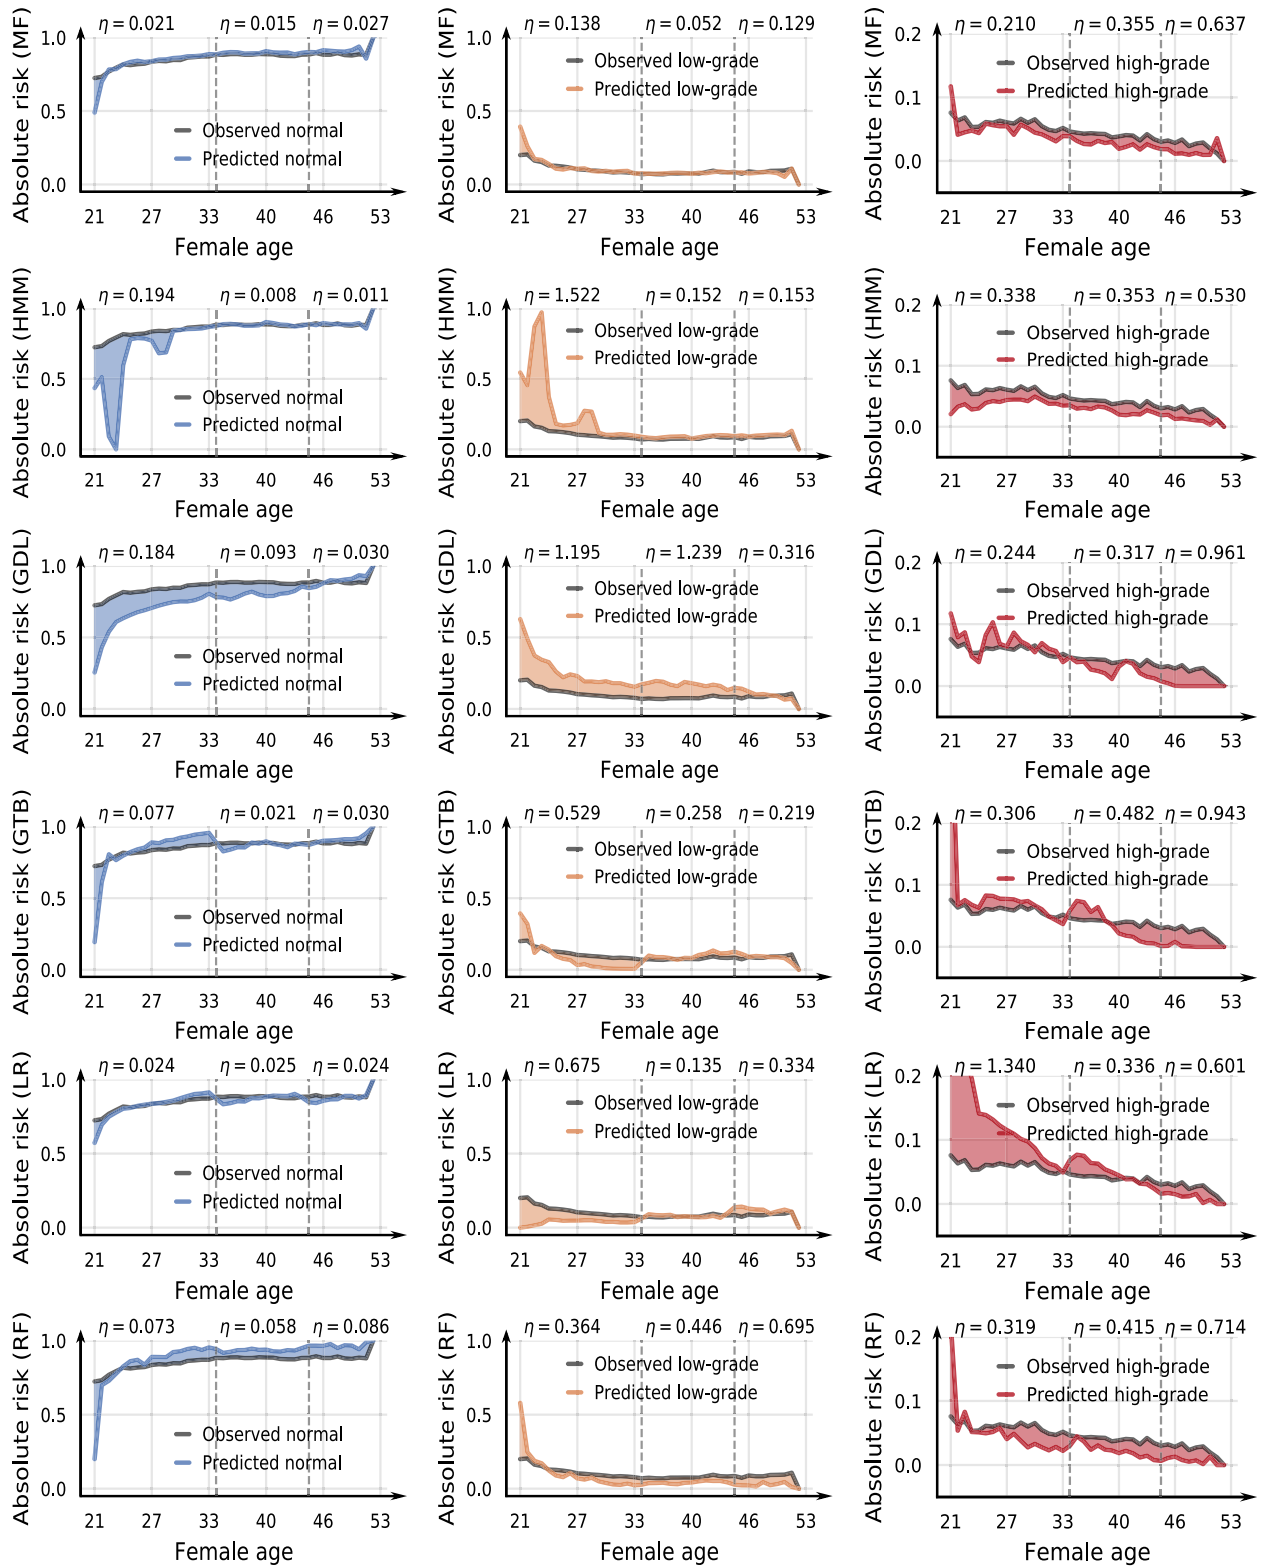 η = 0.021 η = 0.015 η = 0.027
Absolute risk (MF)
1.0
0.5
0.0
Observed normal
Predicted normal
21 27 33 40 46 53
Female age
η = 0.138 η = 0.052 η = 0.129
Absolute risk (MF)
1.0
0.5
0.0
Observed low-grade
Predicted low-grade
21 27 33 40 46 53
Female age
η = 0.210 η = 0.355 η = 0.637
Absolute risk (MF)
0.2
0.1
0.0
Observed high-grade
Predicted high-grade
21 27 33 40 46 53
Female age
η = 0.194 η = 0.008 η = 0.011
Absolute risk (HMM)
1.0
0.5
0.0
Observed normal
Predicted normal
21 27 33 40 46 53
Female age
η = 1.522 η = 0.152 η = 0.153
Absolute risk (HMM)
1.0
0.5
0.0
Observed low-grade
Predicted low-grade
21 27 33 40 46 53
Female age
η = 0.338 η = 0.353 η = 0.530
Absolute risk (HMM)
0.2
0.1
0.0
Observed high-grade
Predicted high-grade
21 27 33 40 46 53
Female age
η = 0.184 η = 0.093 η = 0.030
Absolute risk (GDL)
1.0
0.5
0.0
Observed normal
Predicted normal
21 27 33 40 46 53
Female age
η = 1.195 η = 1.239 η = 0.316
Absolute risk (GDL)
1.0
0.5
0.0
Observed low-grade
Predicted low-grade
21 27 33 40 46 53
Female age
η = 0.244 η = 0.317 η = 0.961
Absolute risk (GDL)
0.2
0.1
0.0
Observed high-grade
Predicted high-grade
21 27 33 40 46 53
Female age
η = 0.077 η = 0.021 η = 0.030
Absolute risk (GTB)
1.0
0.5
0.0
Observed normal
Predicted normal
21 27 33 40 46 53
Female age
η = 0.529 η = 0.258 η = 0.219
Absolute risk (GTB)
1.0
0.5
0.0
Observed low-grade
Predicted low-grade
21 27 33 40 46 53
Female age
η = 0.306 η = 0.482 η = 0.943
Absolute risk (GTB)
0.2
0.1
0.0
Observed high-grade
Predicted high-grade
21 27 33 40 46 53
Female age
η = 0.024 η = 0.025 η = 0.024
Absolute risk (LR)
1.0
0.5
0.0
Observed normal
Predicted normal
21 27 33 40 46 53
Female age
η = 0.675 η = 0.135 η = 0.334
Absolute risk (LR)
1.0
0.5
0.0
Observed low-grade
Predicted low-grade
21 27 33 40 46 53
Female age
η = 1.340 η = 0.336 η = 0.601
Absolute risk (LR)
0.2
0.1
0.0
Observed high-grade
Predicted high-grade
21 27 33 40 46 53
Female age
η = 0.073 η = 0.058 η = 0.086
Absolute risk (RF)
1.0
0.5
0.0
Observed normal
Predicted normal
21 27 33 40 46 53
Female age
η = 0.364 η = 0.446 η = 0.695
Absolute risk (RF)
1.0
0.5
0.0
Observed low-grade
Predicted low-grade
21 27 33 40 46 53
Female age
η = 0.319 η = 0.415 η = 0.714
Absolute risk (RF)
0.2
0.1
0.0
Observed high-grade
Predicted high-grade
21 27 33 40 46 53
Female age